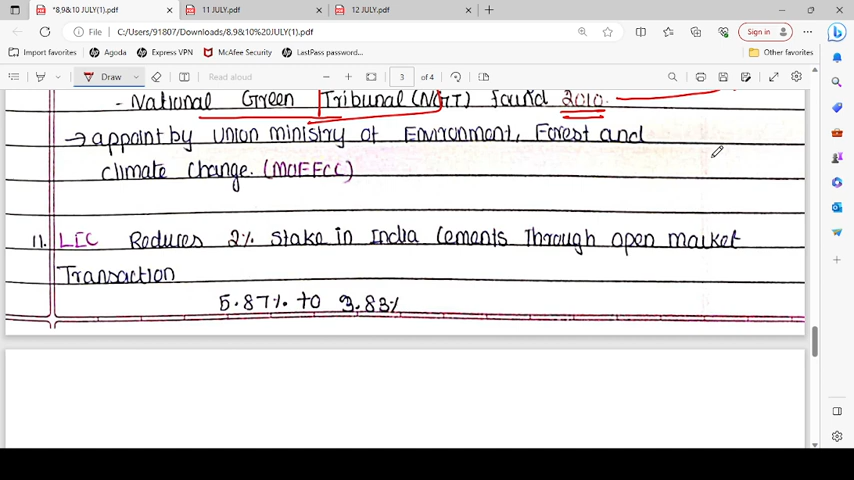 *8,9&10 JULY(1).pdf
11 JULY.pdf
12 JULY.pdf
File
C:/Users/91807/Downloads/8,9&10%20JULY(1).pdf
Sign in
Import favorites
Agoda
Express VPN
McAfee Security
LastPass password...
Other favorites
Draw
Read aloud
3
of 4
- National Green Tribunal (NGT) found 2010.
→ appoint by Union ministry of Environment, Forest and
climate change. (MOEFCC)
11. LIC Reduces 2% Stake in India Cements Through open market
Transaction
5.87% to 3.83%